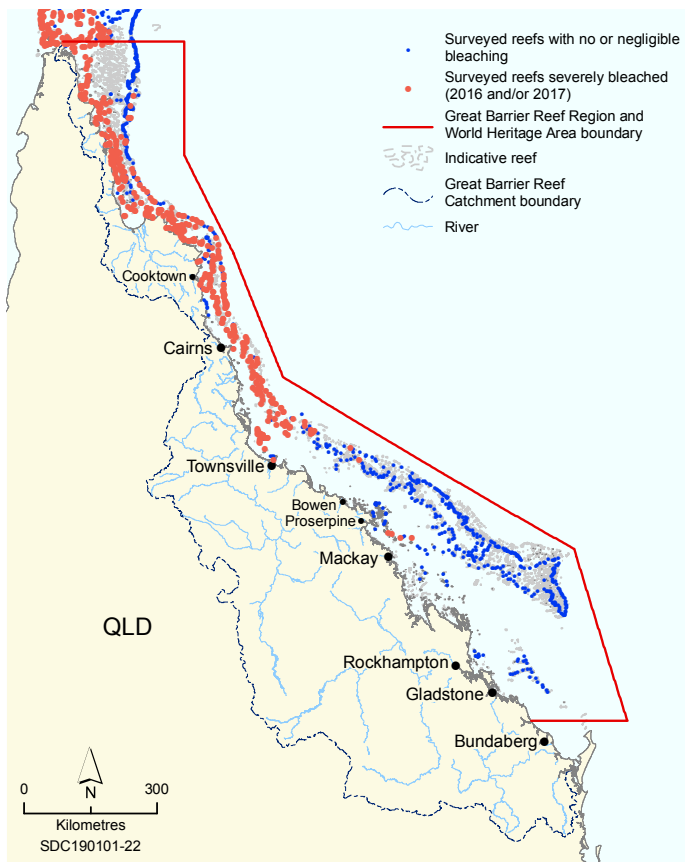 Surveyed reefs with no or negligible
bleaching
Surveyed reefs severely bleached
(2016 and/or 2017)
Great Barrier Reef Region and
World Heritage Area boundary
Indicative reef
Great Barrier Reef
Catchment boundary
River
Cooktown
Cairns
Townsville
Bowen
Proserpine
Mackay
QLD
Rockhampton
Gladstone
Bundaberg
N
0 300
Kilometres
SDC190101-22